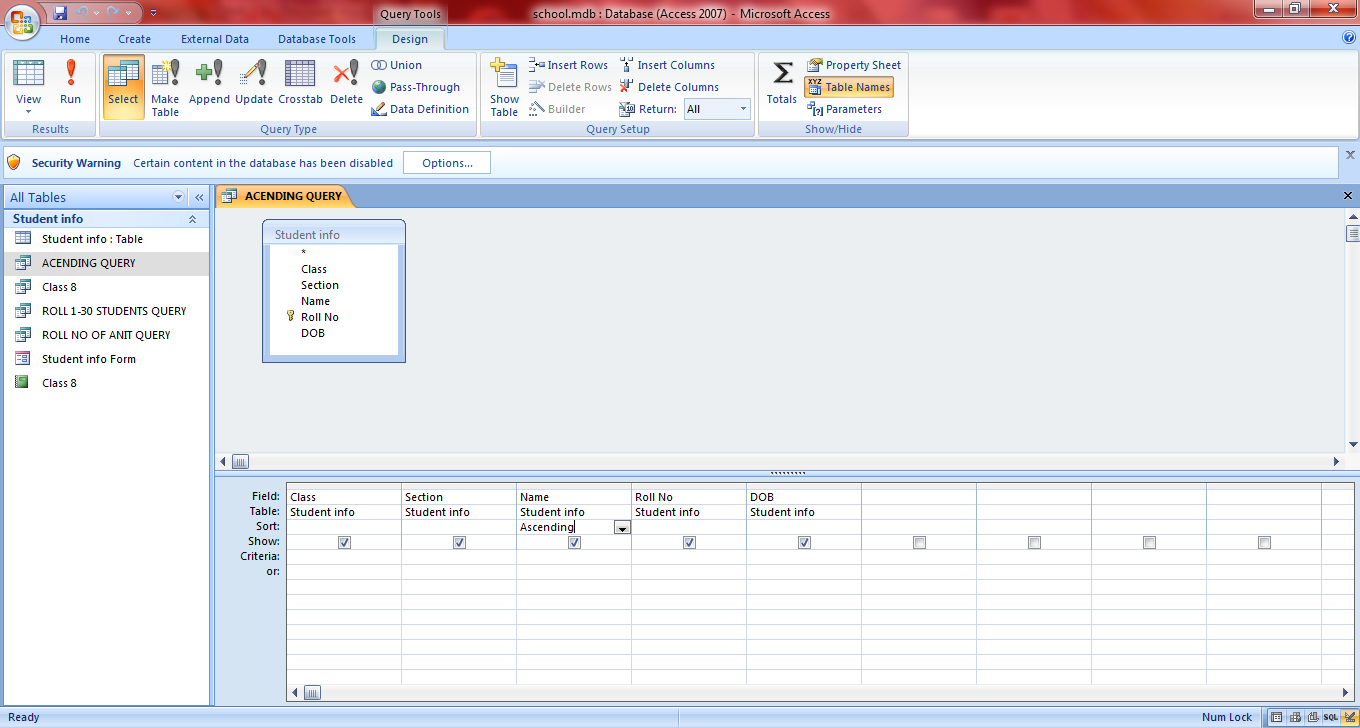 Query Tools
school.mdb : Database (Access 2007) - Microsoft Access
Home Create External Data Database Tools Design
View
Run
Results
Select
Make Table
Append
Update
Crosstab
Delete
Union
Pass-Through
Data Definition
Query Type
Show Table
Insert Rows
Delete Rows
Builder
Insert Columns
Delete Columns
Return: All
Query Setup
Totals
Property Sheet
XYZ Table Names
Parameters
Show/Hide
Security Warning Certain content in the database has been disabled Options...
All Tables
Student info
Student info : Table
ACENDING QUERY
Class 8
ROLL 1-30 STUDENTS QUERY
ROLL NO OF ANIT QUERY
Student info Form
Class 8
ACENDING QUERY
Student info
*
Class
Section
Name
Roll No
DOB
Field: Class Section Name Roll No DOB
Table: Student info Student info Student info Student info Student info
Sort: Ascending
Show:
Criteria:
or:
Ready Num Lock SQL